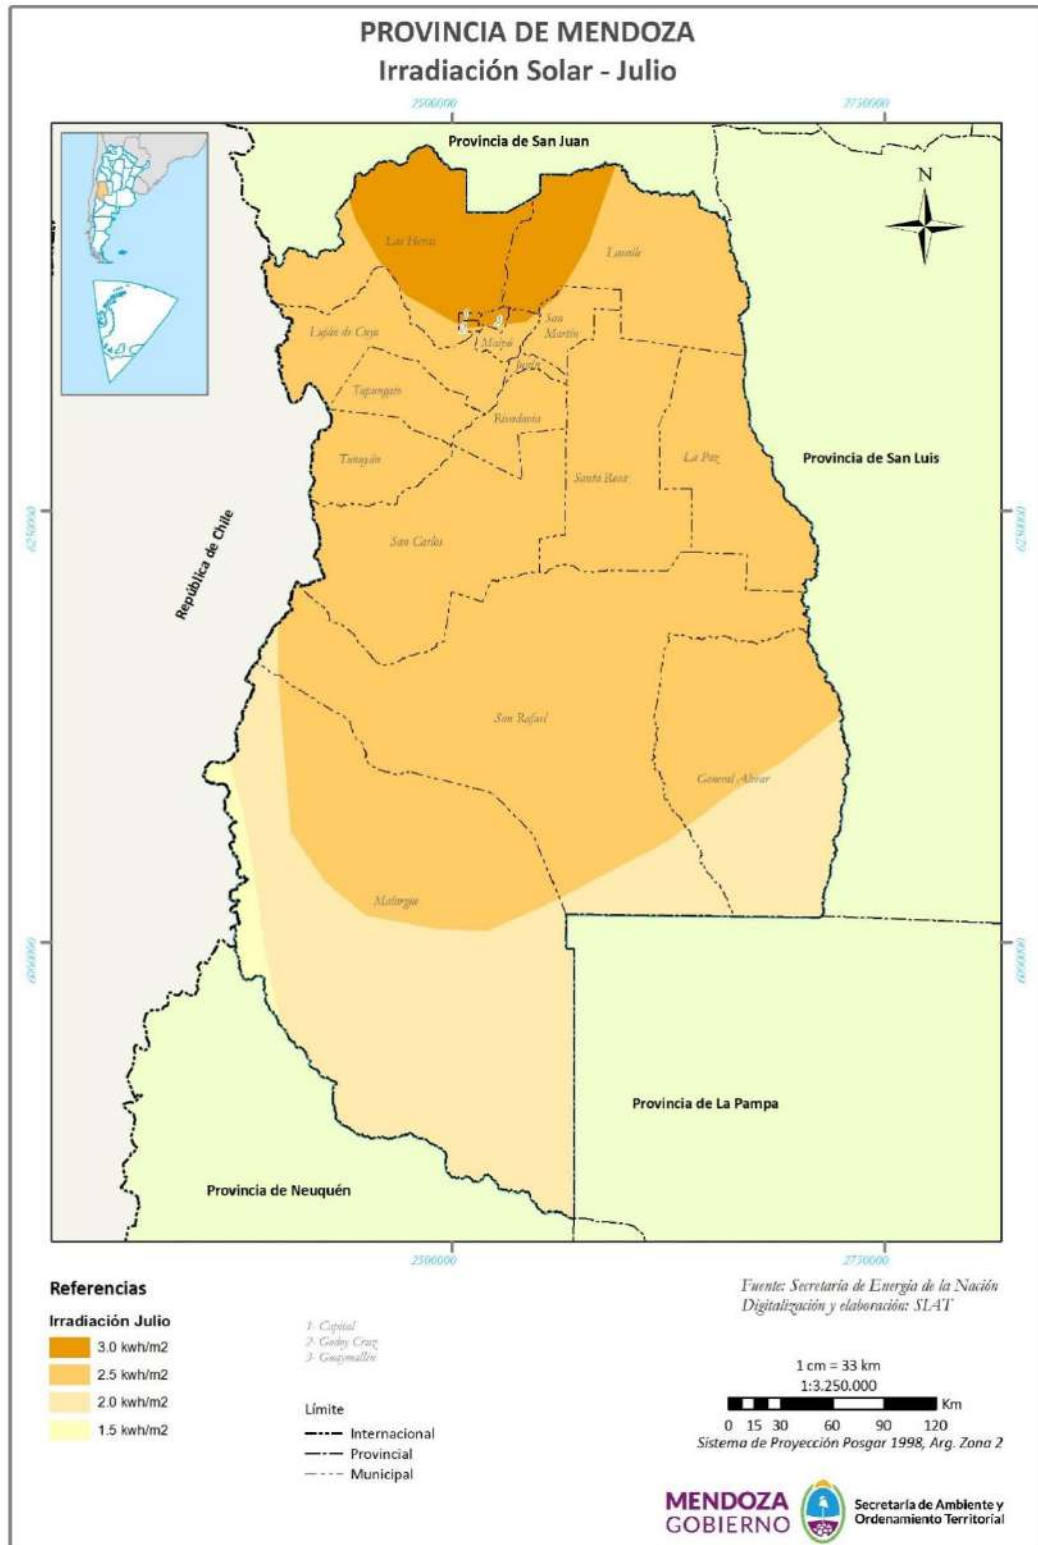 PROVINCIA DE MENDOZA
Irradiación Solar - Julio
2500000
2750000
Provincia de San Juan
N
Las Heras
Lavalle
Luján de Cuyo
San
Martín
Maipú
Junín
Tupungato
Rivadavia
Tunuyán
Santa Rosa
La Paz
Provincia de San Luis
6250000
6250000
República de Chile
San Carlos
San Rafael
General Alvear
Malargüe
6000000
6000000
Provincia de La Pampa
Provincia de Neuquén
2500000
2750000
Referencias
Irradiación Julio
3.0 kwh/m2
2.5 kwh/m2
2.0 kwh/m2
1.5 kwh/m2
1- Capital
2- Godoy Cruz
3- Guaymallén
Límite
Internacional
Provincial
Municipal
Fuente: Secretaría de Energía de la Nación
Digitalización y elaboración: SIAT
1 cm = 33 km
1:3.250.000
Km
0 15 30 60 90 120
Sistema de Proyección Posgar 1998, Arg. Zona 2
MENDOZA
GOBIERNO
Secretaría de Ambiente y
Ordenamiento Territorial